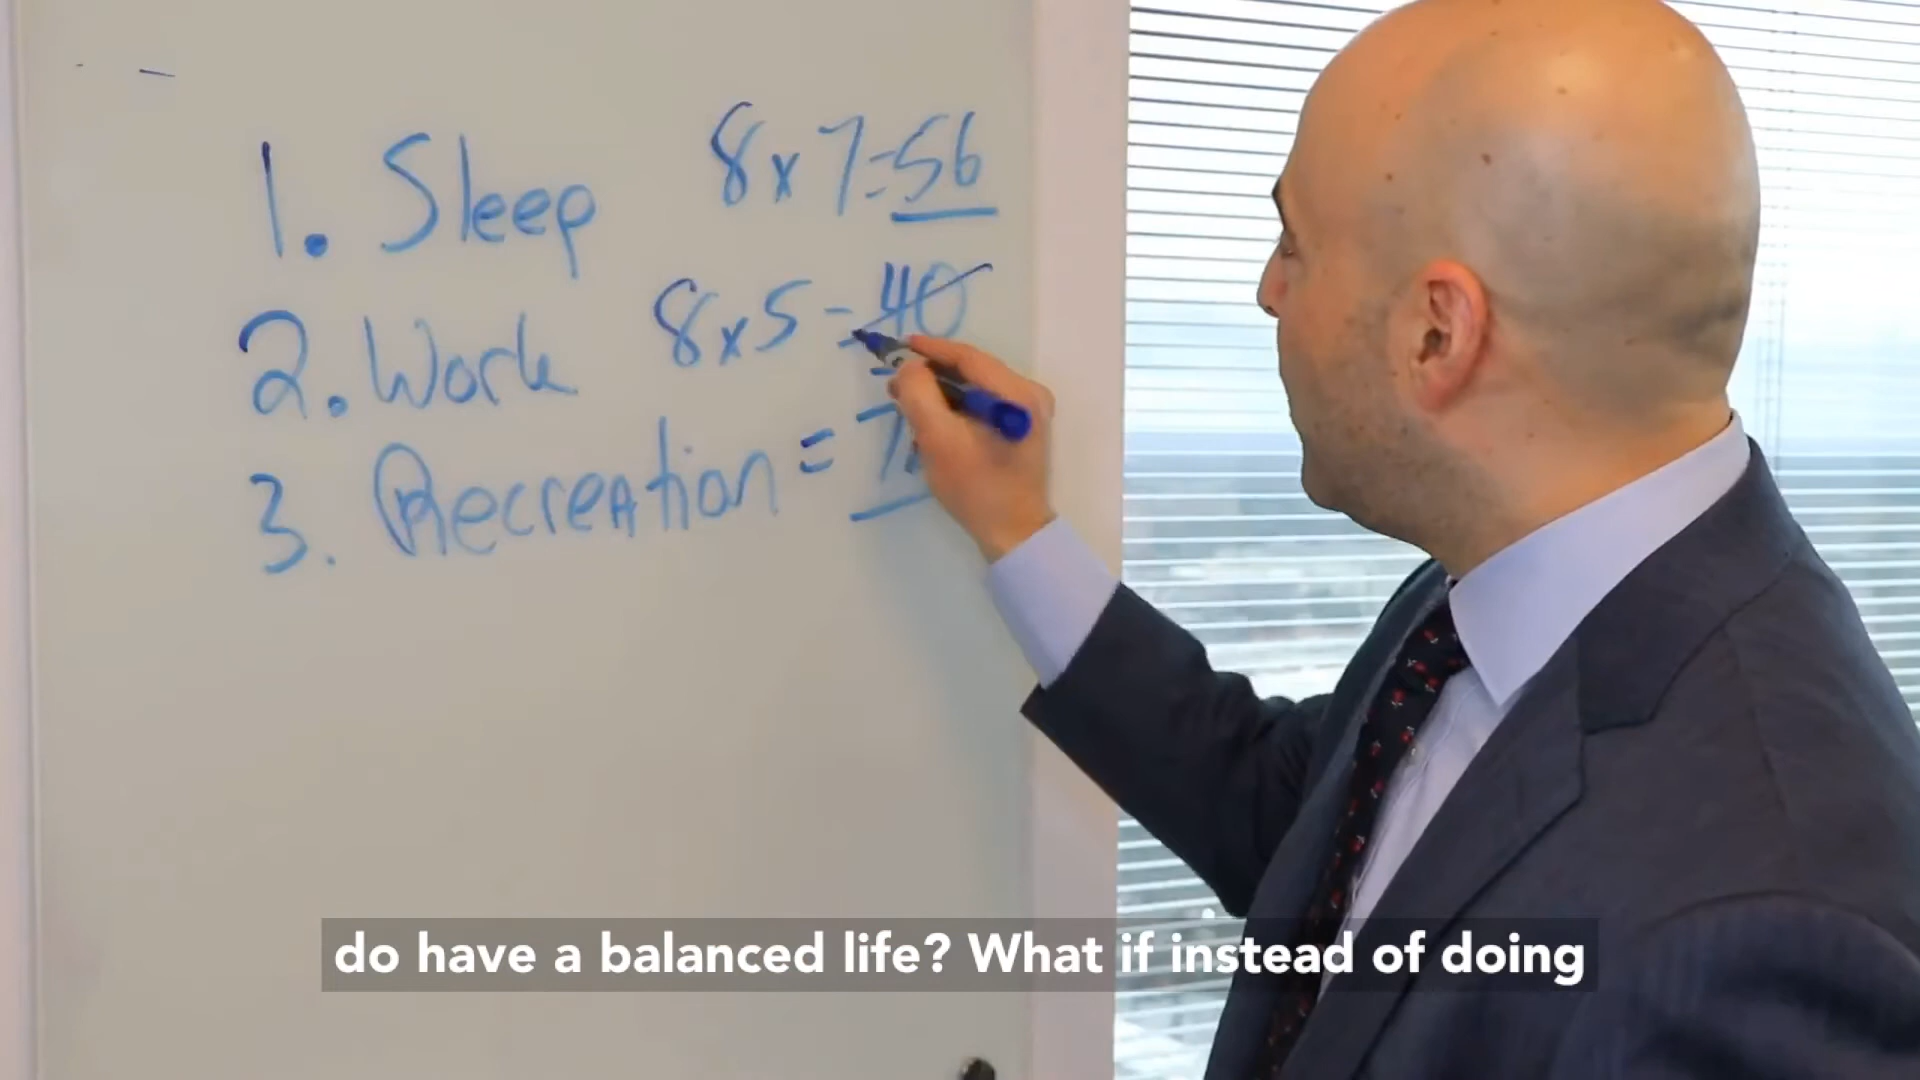 1. Sleep 8x7=56
2. Work 8x5=40
3. Recreation = 7
do have a balanced life? What if instead of doing